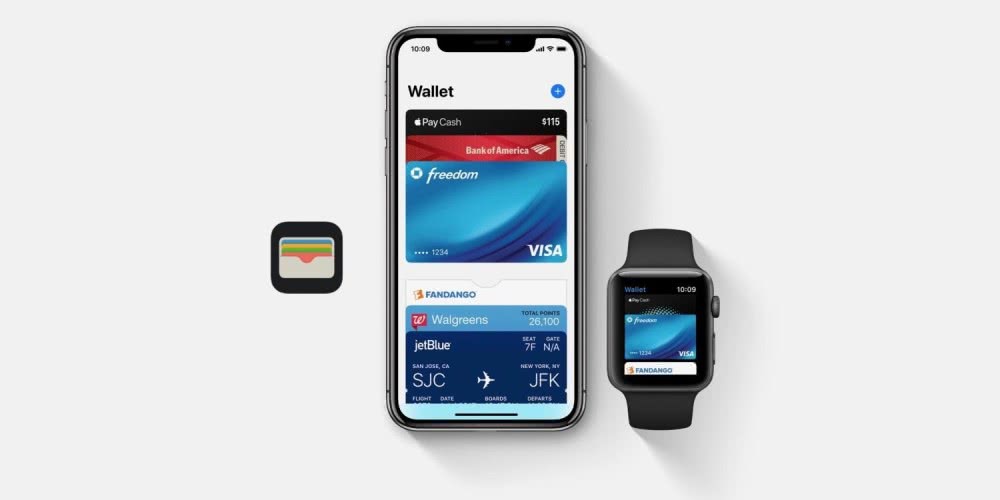 10:09
Wallet
Pay Cash $115
Bank of America DEBIT
freedom
.... 1234 VISA
FANDANGO
Walgreens TOTAL POINTS 26,100
jetBlue SEAT 7F GATE N/A
SAN JOSE, CA NEW YORK, NY
SJC JFK
FLIGHT DATE BOARDS DEPARTS
Wallet 10:09
Pay Cash
freedom
.... 1234 VISA
FANDANGO